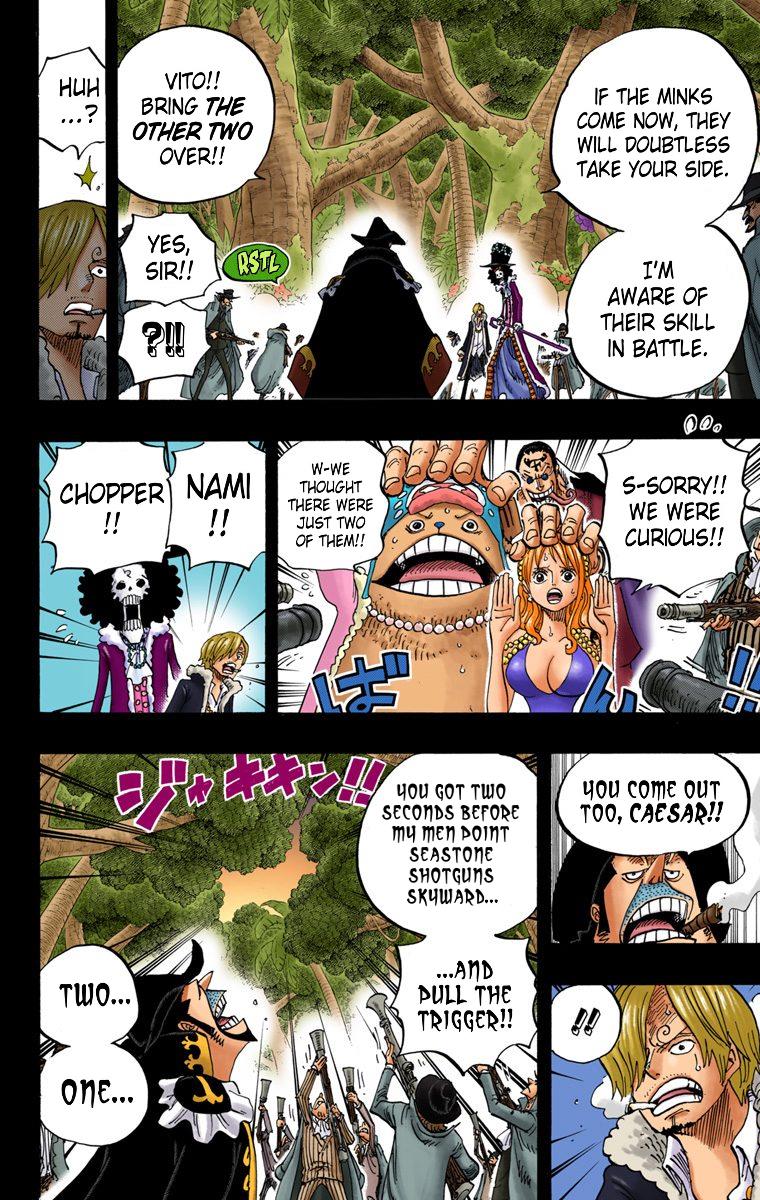 IF THE MINKS
COME NOW, THEY
WILL DOUBTLESS
TAKE YOUR SIDE.
I'M
AWARE OF
THEIR SKILL
IN BATTLE.
VITO!!
BRING THE
OTHER TWO
OVER!!
YES,
SIR!!
RSTL
?!!
HUH
...?
S-SORRY!!
WE WERE
CURIOUS!!
W-WE
THOUGHT
THERE WERE
JUST TWO
OF THEM!!
ばんっ!!
NAMI
!!
CHOPPER
!!
YOU COME OUT
TOO, CAESAR!!
!!
YOU GOT TWO
SECONDS BEFORE
MY MEN POINT
SEASTONE
SHOTGUNS
SKYWARD...
...AND
PULL THE
TRIGGER!!
ジャキキン!!
TWO...
ONE...